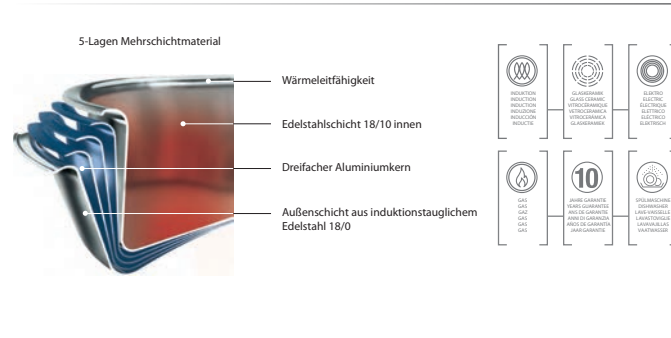 5-Lagen Mehrschichtmaterial
Wärmeleitfähigkeit
Edelstahlschicht 18/10 innen
Dreifacher Aluminiumkern
Außenschicht aus induktionstauglichem
Edelstahl 18/0
INDUKTION
INDUCTION
INDUCTION
INDUZIONE
INDUCCIÓN
INDUCTIE
GLASKERAMIK
GLASS CERAMIC
VITROCERAMIQUE
VETROCERAMICA
VITROCERÁMICA
GLASKERAMIEK
ELEKTRO
ELECTRIC
ELECTRIQUE
ELETTRICO
ELECTRICO
ELEKTRISCH
GAS
GAS
GAZ
GAS
GAS
GAS
10
JAHRE GARANTIE
YEARS GUARANTEE
ANS DE GARANTIE
ANNI DI GARANZIA
AÑOS DE GARANTÍA
JAAR GARANTIE
SPÜLMASCHINE
DISHWASHER
LAVE-VAISSELLE
LAVASTOVIGLIE
LAVAVAJILLAS
VAATWASSER